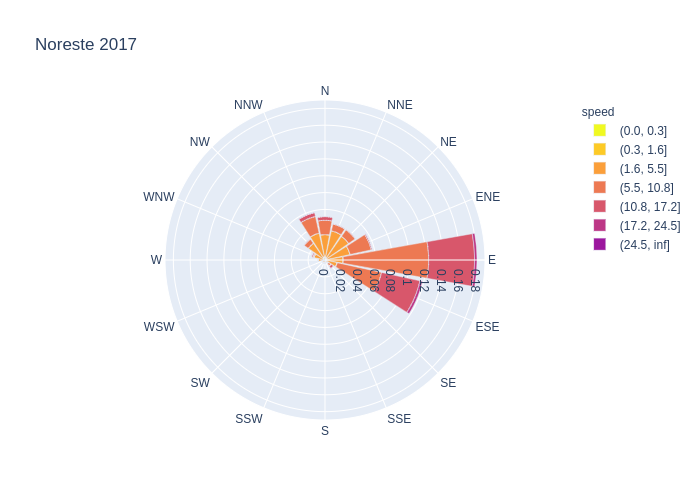 Noreste 2017
N
NNE
NE
ENE
E
ESE
SE
SSE
S
SSW
SW
WSW
W
WNW
NW
NNW
0
0.02
0.04
0.06
0.08
0.1
0.12
0.14
0.16
0.18
speed
(0.0, 0.3]
(0.3, 1.6]
(1.6, 5.5]
(5.5, 10.8]
(10.8, 17.2]
(17.2, 24.5]
(24.5, inf]